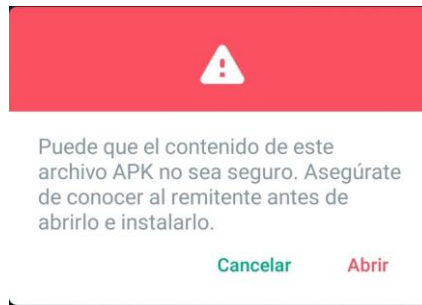 Puede que el contenido de este
archivo APK no sea seguro. Asegúrate
de conocer al remitente antes de
abrirlo e instalarlo.
Cancelar Abrir